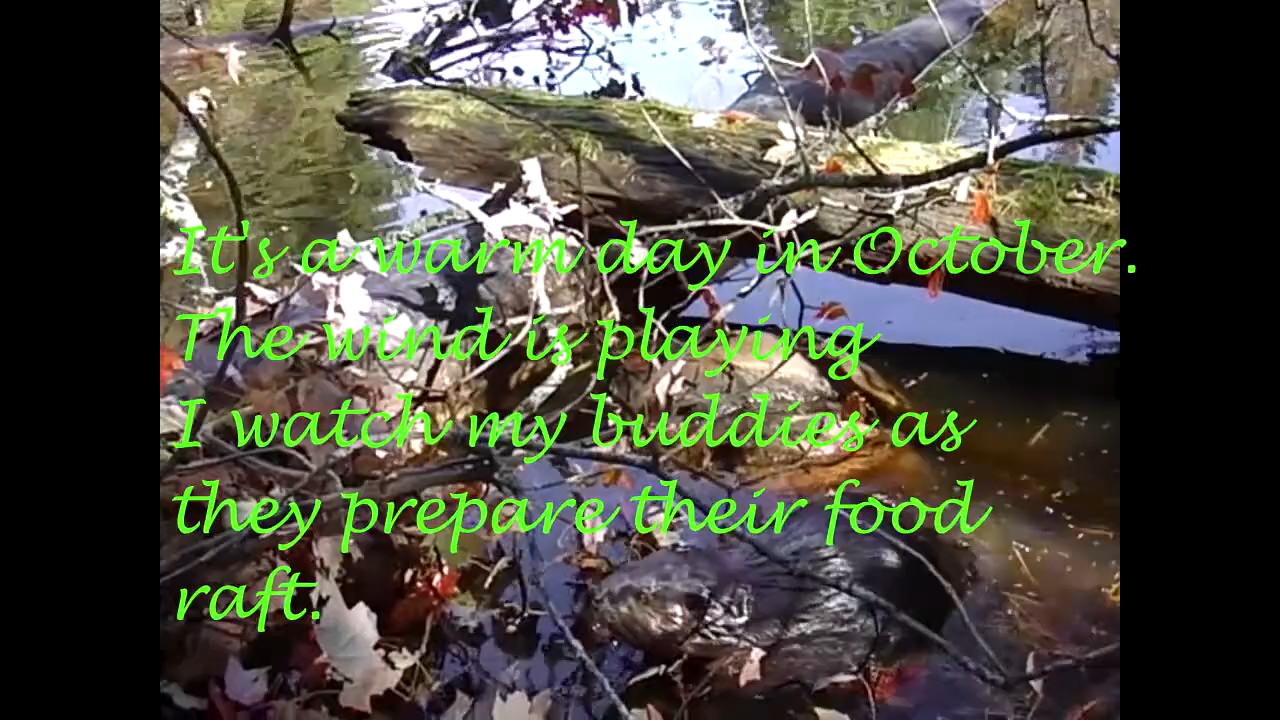 It's a warm day in October.
The wind is playing
I watch my buddies as
they prepare their food
raft.